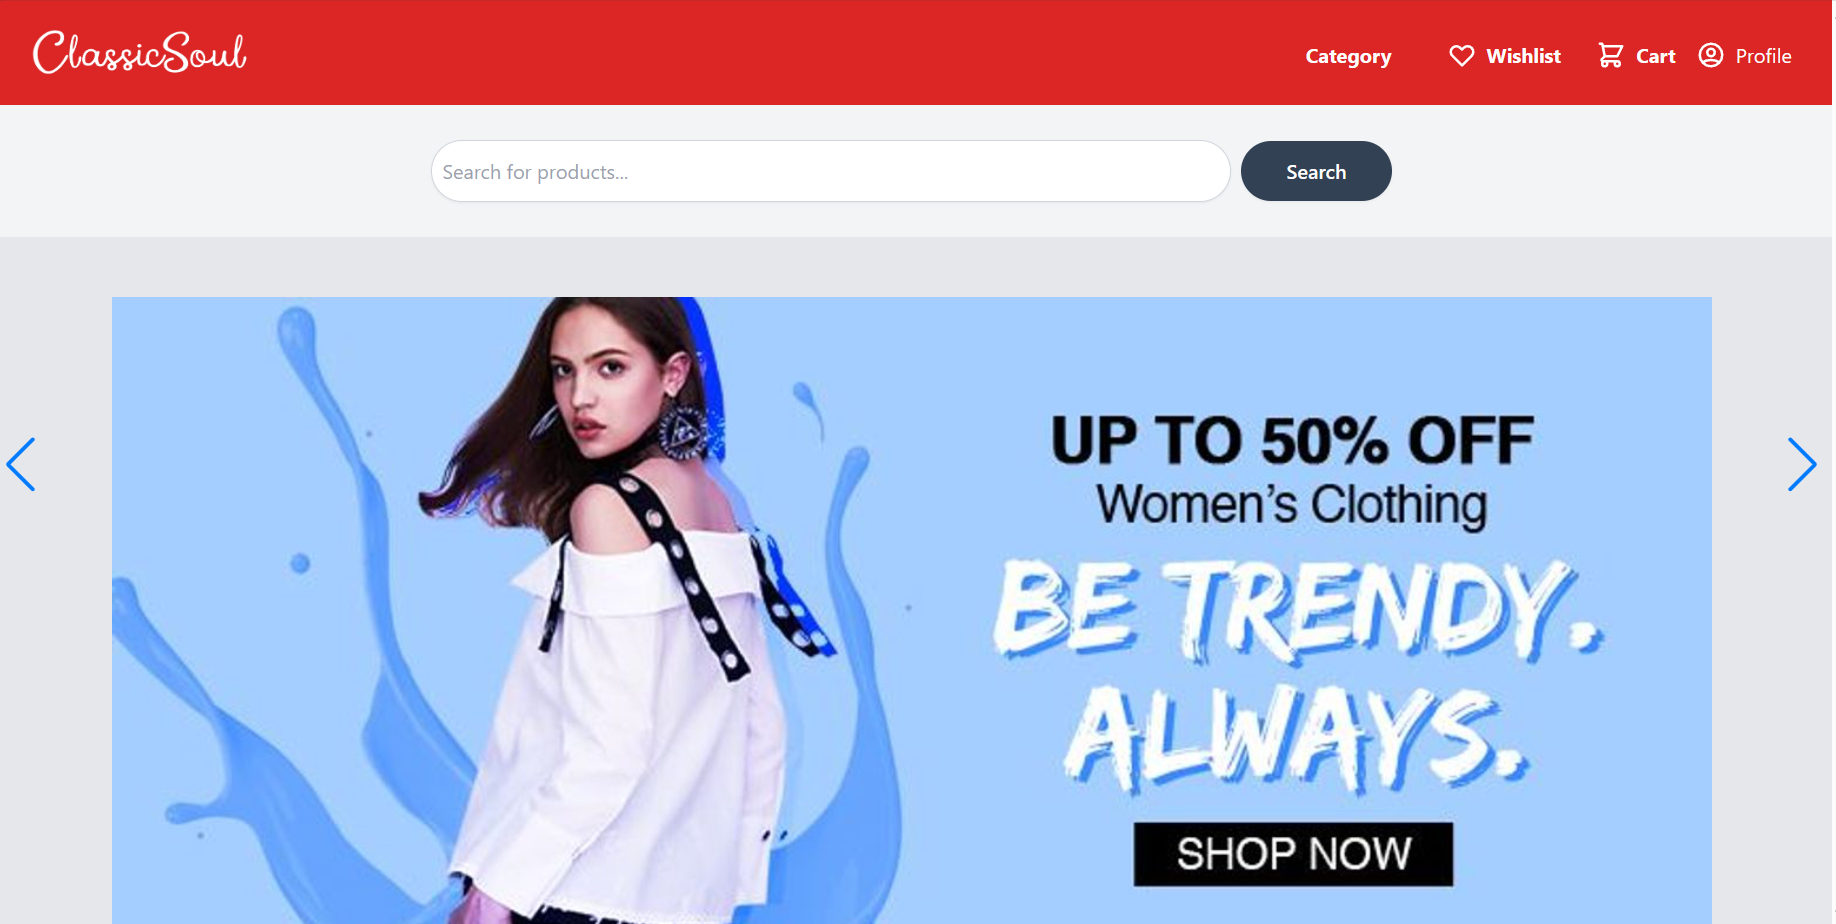 ClassicSoul
Category Wishlist Cart Profile
Search for products...
Search
UP TO 50% OFF
Women’s Clothing
BE TRENDY.
ALWAYS.
SHOP NOW